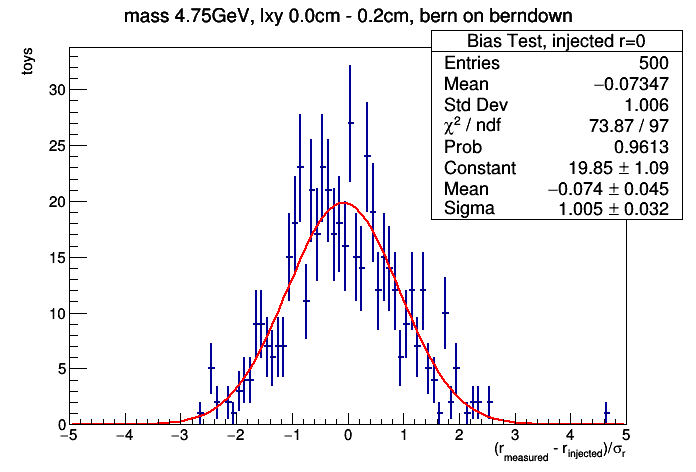 mass 4.75GeV, lxy 0.0cm - 0.2cm, bern on berndown
Bias Test, injected r=0
Entries 500
Mean −0.07347
Std Dev 1.006
χ² / ndf 73.87 / 97
Prob 0.9613
Constant 19.85 ± 1.09
Mean −0.074 ± 0.045
Sigma 1.005 ± 0.032
toys
30
25
20
15
10
5
0
−5 −4 −3 −2 −1 0 1 2 3 4 5
(r_measured - r_injected)/σ_r